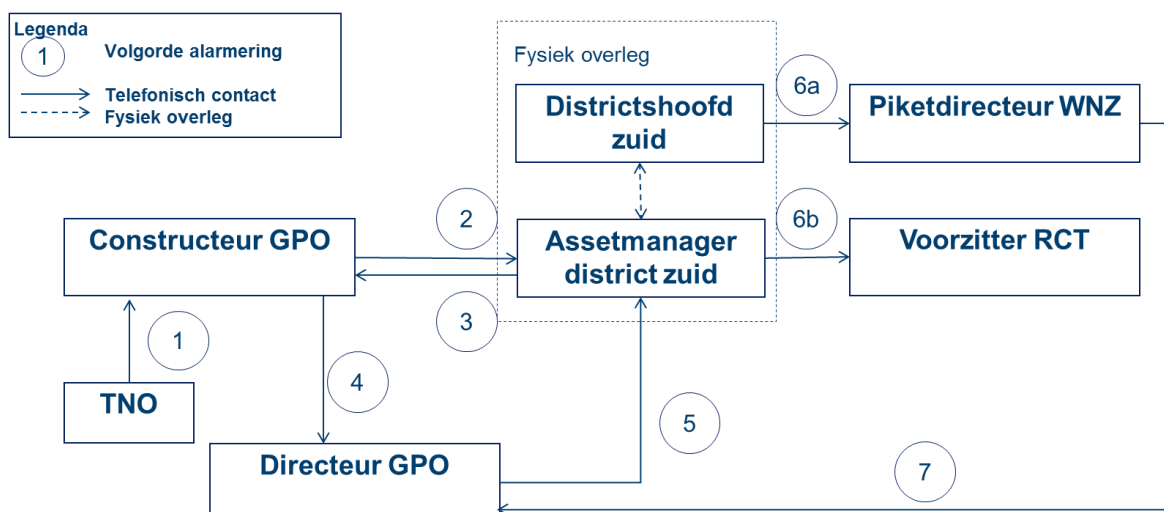 Legenda
1
Volgorde alarmering
Telefonisch contact
Fysiek overleg
Fysiek overleg
Districtshoofd
zuid
6a
Piketdirecteur WNZ
Constructeur GPO
2
Assetmanager
district zuid
6b
Voorzitter RCT
3
1
TNO
4
5
Directeur GPO
7